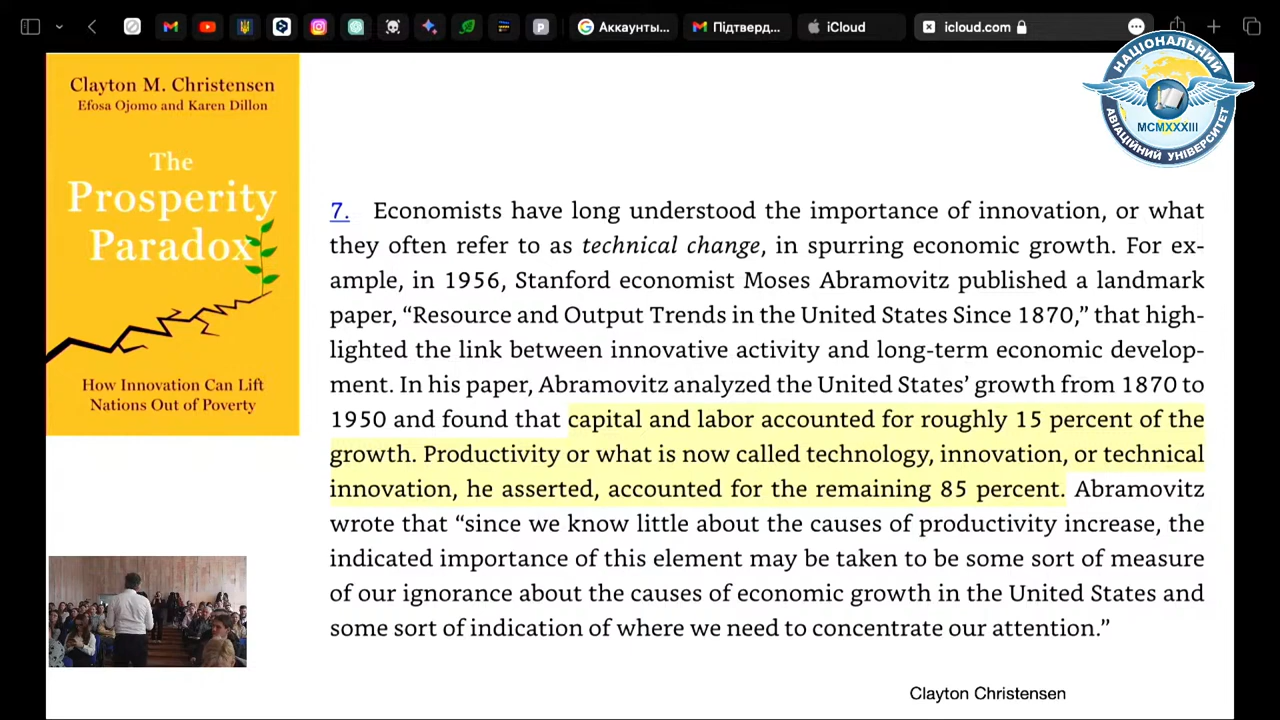 Аккаунты...
Підтверд...
iCloud
icloud.com
НАЦІОНАЛЬНИЙ
АВІАЦІЙНИЙ УНІВЕРСИТЕТ
MCMXXXIII
Clayton M. Christensen
Efosa Ojomo and Karen Dillon
The
Prosperity
Paradox
How Innovation Can Lift
Nations Out of Poverty
7. Economists have long understood the importance of innovation, or what
they often refer to as technical change, in spurring economic growth. For ex-
ample, in 1956, Stanford economist Moses Abramovitz published a landmark
paper, “Resource and Output Trends in the United States Since 1870,” that high-
lighted the link between innovative activity and long-term economic develop-
ment. In his paper, Abramovitz analyzed the United States’ growth from 1870 to
1950 and found that capital and labor accounted for roughly 15 percent of the
growth. Productivity or what is now called technology, innovation, or technical
innovation, he asserted, accounted for the remaining 85 percent. Abramovitz
wrote that “since we know little about the causes of productivity increase, the
indicated importance of this element may be taken to be some sort of measure
of our ignorance about the causes of economic growth in the United States and
some sort of indication of where we need to concentrate our attention.”
Clayton Christensen